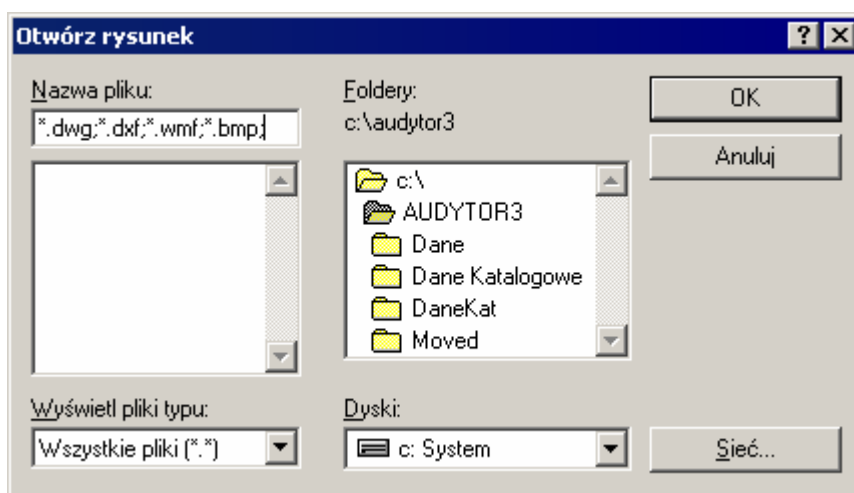 Otwórz rysunek
Nazwa pliku:
*.dwg;*.dxf;*.wmf;*.bmp;
Foldery:
c:\audytor3
c:\
AUDYTOR3
Dane
Dane Katalogowe
DaneKat
Moved
OK
Anuluj
Wyświetl pliki typu:
Wszystkie pliki (*.*)
Dyski:
c: System
Sieć...